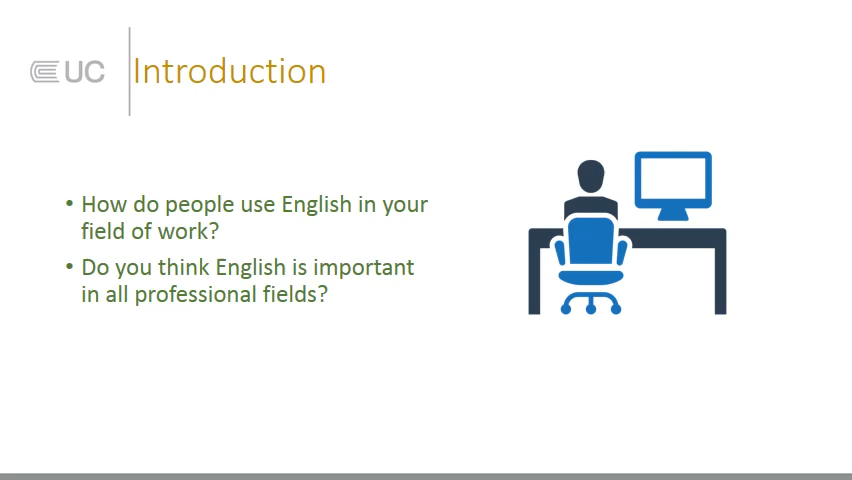 UC
Introduction
• How do people use English in your
field of work?
• Do you think English is important
in all professional fields?